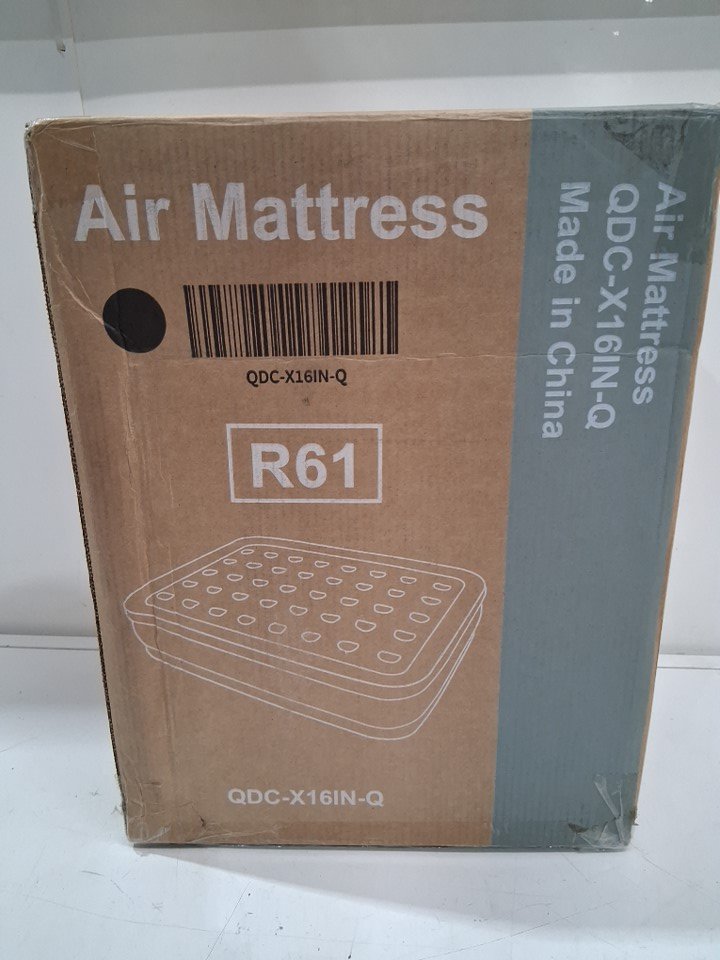 Air Mattress
QDC-X16IN-Q
R61
QDC-X16IN-Q
Air Mattress
QDC-X16IN-Q
Made in China